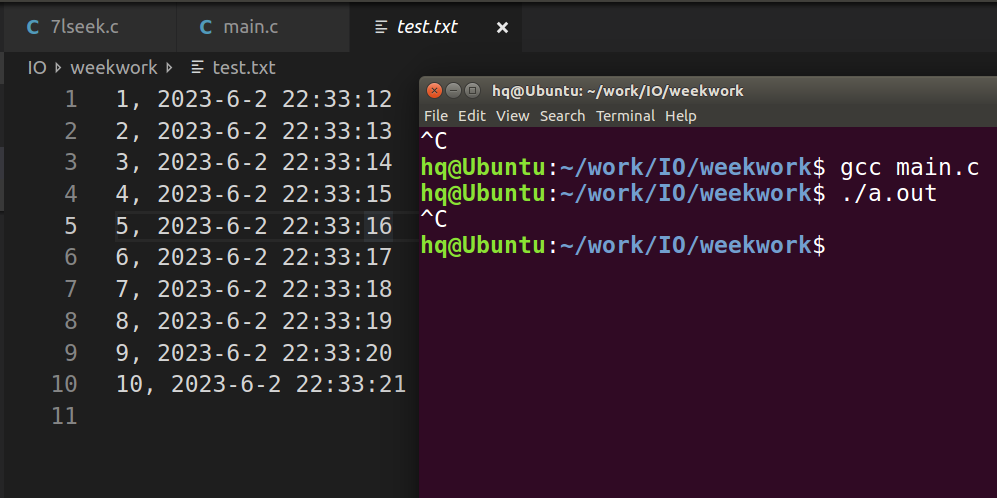 C 7lseek.c C main.c test.txt ×
IO weekwork test.txt
1 1, 2023-6-2 22:33:12
2 2, 2023-6-2 22:33:13
3 3, 2023-6-2 22:33:14
4 4, 2023-6-2 22:33:15
5 5, 2023-6-2 22:33:16
6 6, 2023-6-2 22:33:17
7 7, 2023-6-2 22:33:18
8 8, 2023-6-2 22:33:19
9 9, 2023-6-2 22:33:20
10 10, 2023-6-2 22:33:21
11
hq@Ubuntu: ~/work/IO/weekwork
File Edit View Search Terminal Help
^C
hq@Ubuntu:~/work/IO/weekwork$ gcc main.c
hq@Ubuntu:~/work/IO/weekwork$ ./a.out
^C
hq@Ubuntu:~/work/IO/weekwork$